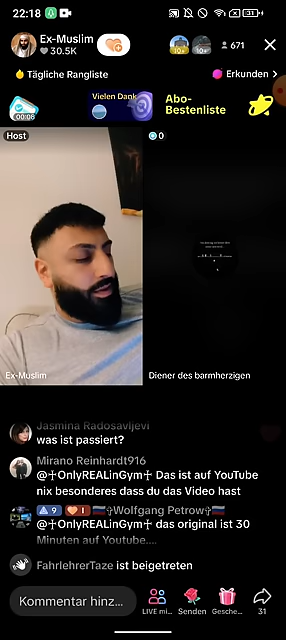 22:18
Ex-Muslim
30.5K
10+
10+
671
Tägliche Rangliste
Erkunden >
00:08
Vielen Dank
Abo-
Bestenliste
Host
0
Ex-Muslim
Diener des barmherzigen
Jasmina Radosavljevi
was ist passiert?
Mirano Reinhardt916
@✝OnlyREALinGym✝ Das ist auf YouTube
nix besonderes dass du das Video hast
9 1 🇷🇺✞Wolfgang Petrow✞🇷🇺
@✝OnlyREALinGym✝ das original ist 30
Minuten auf Youtube....
FahrlehrerTaze ist beigetreten
Kommentar hinz...
LIVE mi...
Senden
Gesche...
31